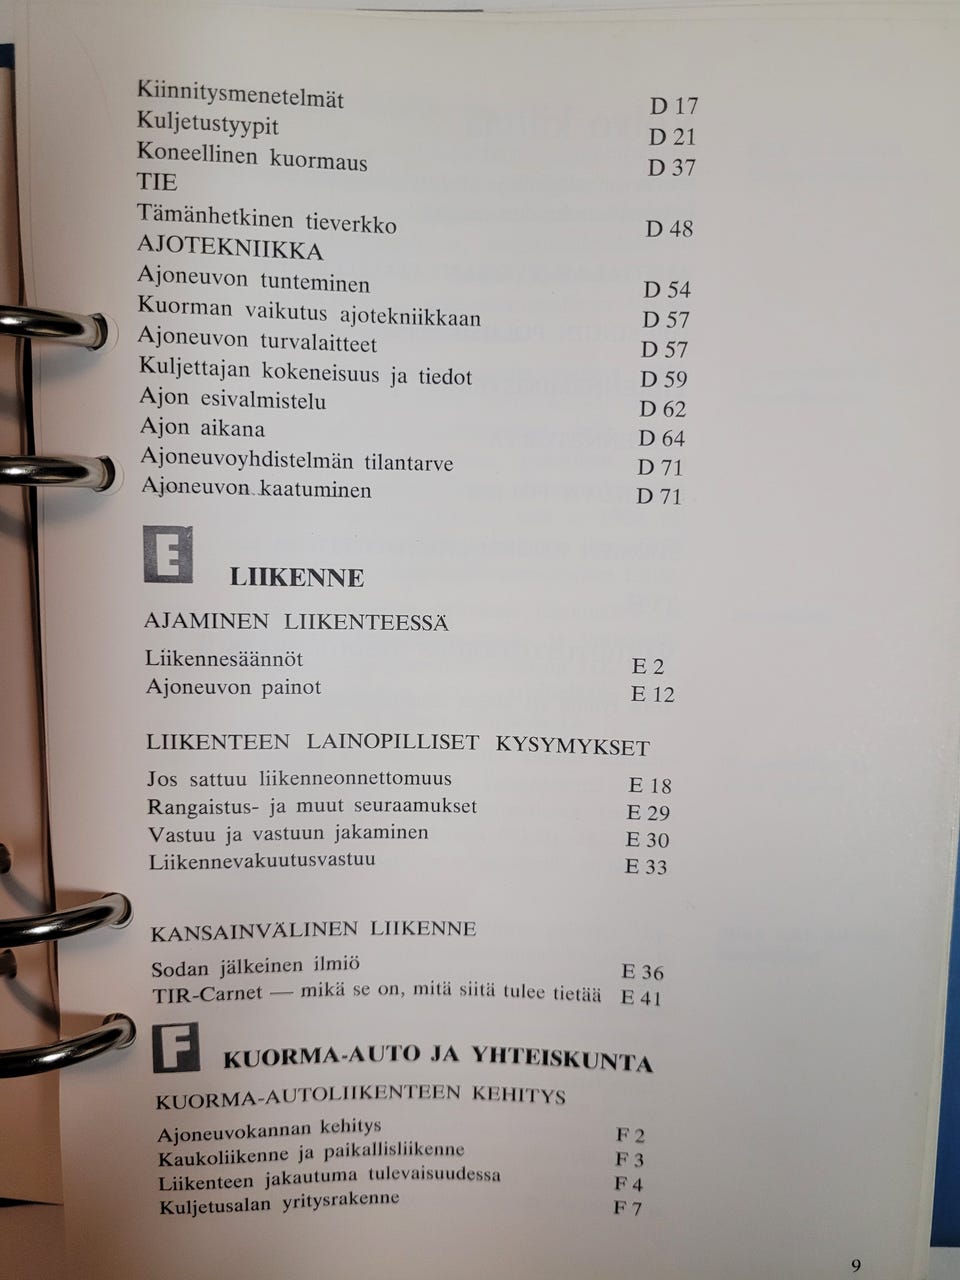 Kiinnitysmenetelmät D 17
Kuljetustyypit D 21
Koneellinen kuormaus D 37
TIE
Tämänhetkinen tieverkko D 48
AJOTEKNIIKKA
Ajoneuvon tunteminen D 54
Kuorman vaikutus ajotekniikkaan D 57
Ajoneuvon turvalaitteet D 57
Kuljettajan kokeneisuus ja tiedot D 59
Ajon esivalmistelu D 62
Ajon aikana D 64
Ajoneuvoyhdistelmän tilantarve D 71
Ajoneuvon kaatuminen D 71
E LIIKENNE
AJAMINEN LIIKENTEESSÄ
Liikennesäännöt E 2
Ajoneuvon painot E 12
LIIKENTEEN LAINOPILLISET KYSYMYKSET
Jos sattuu liikenneonnettomuus E 18
Rangaistus- ja muut seuraamukset E 29
Vastuu ja vastuun jakaminen E 30
Liikennevakuutusvastuu E 33
KANSAINVÄLINEN LIIKENNE
Sodan jälkeinen ilmiö E 36
TIR-Carnet — mikä se on, mitä siitä tulee tietää E 41
F KUORMA-AUTO JA YHTEISKUNTA
KUORMA-AUTOLIIKENTEEN KEHITYS
Ajoneuvokannan kehitys F 2
Kaukoliikenne ja paikallisliikenne F 3
Liikenteen jakautuma tulevaisuudessa F 4
Kuljetusalan yritysrakenne F 7
9